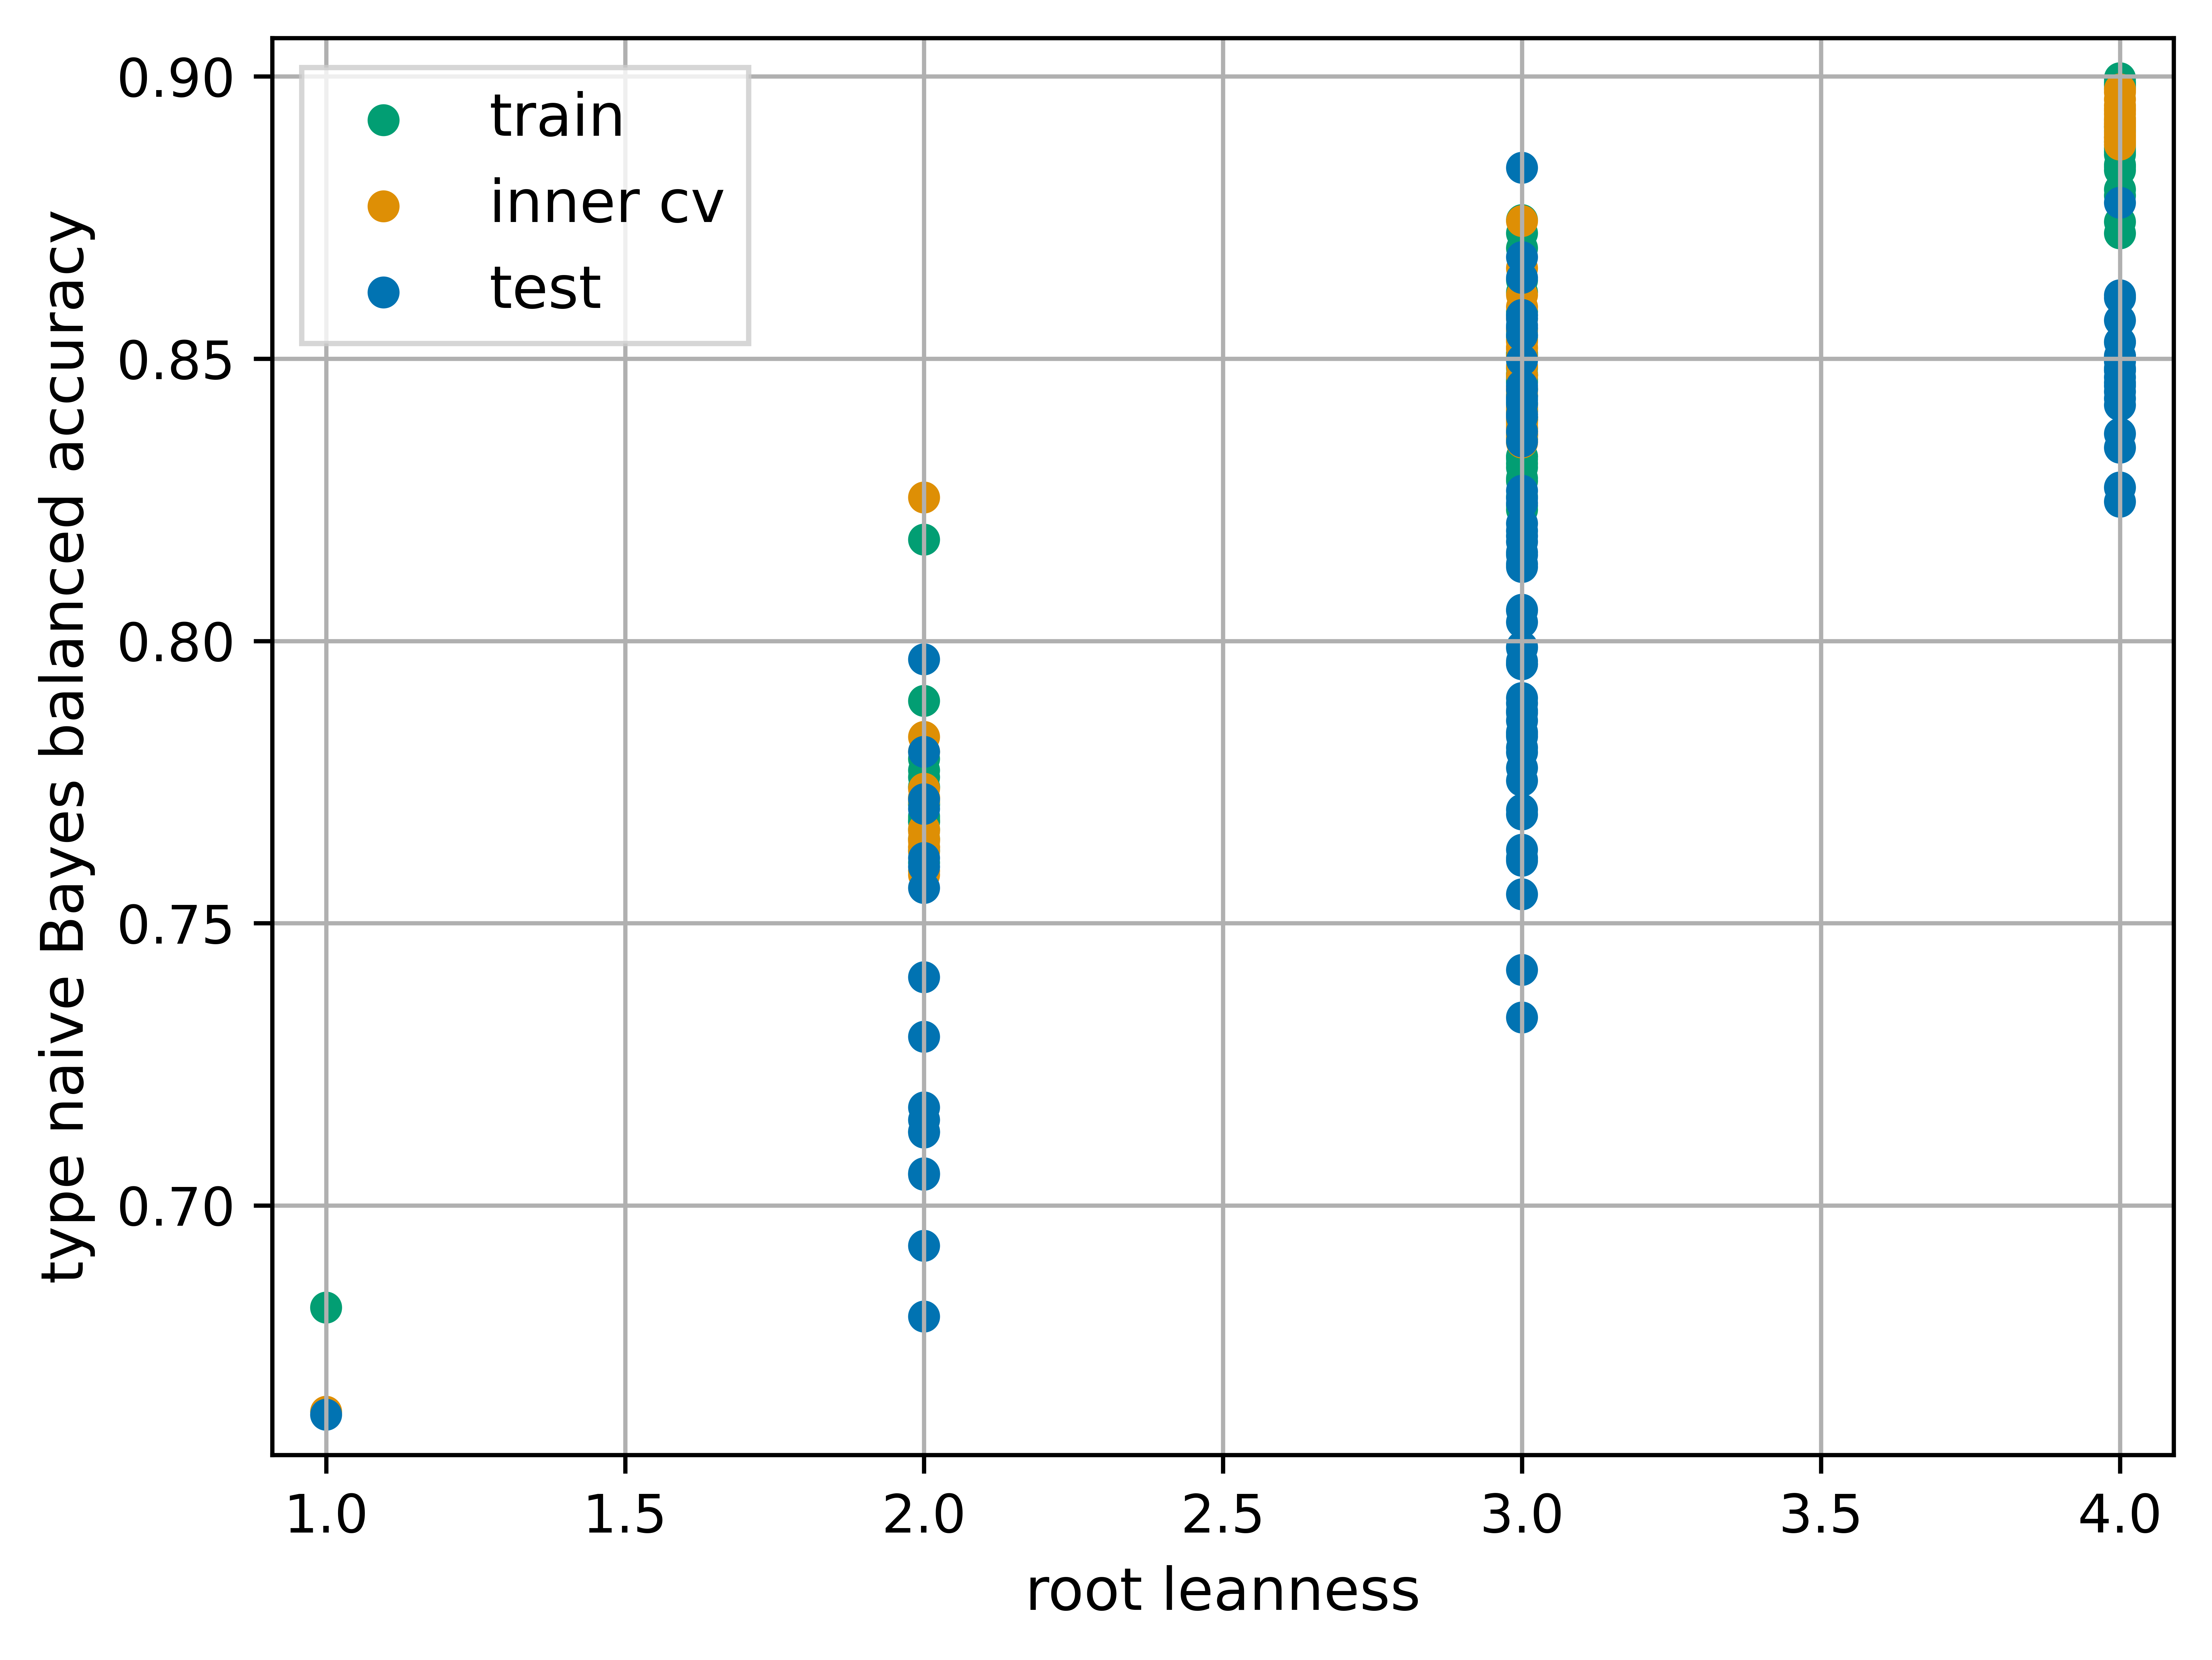 train
inner cv
test
type naive Bayes balanced accuracy
0.90
0.85
0.80
0.75
0.70
1.0 1.5 2.0 2.5 3.0 3.5 4.0
root leanness